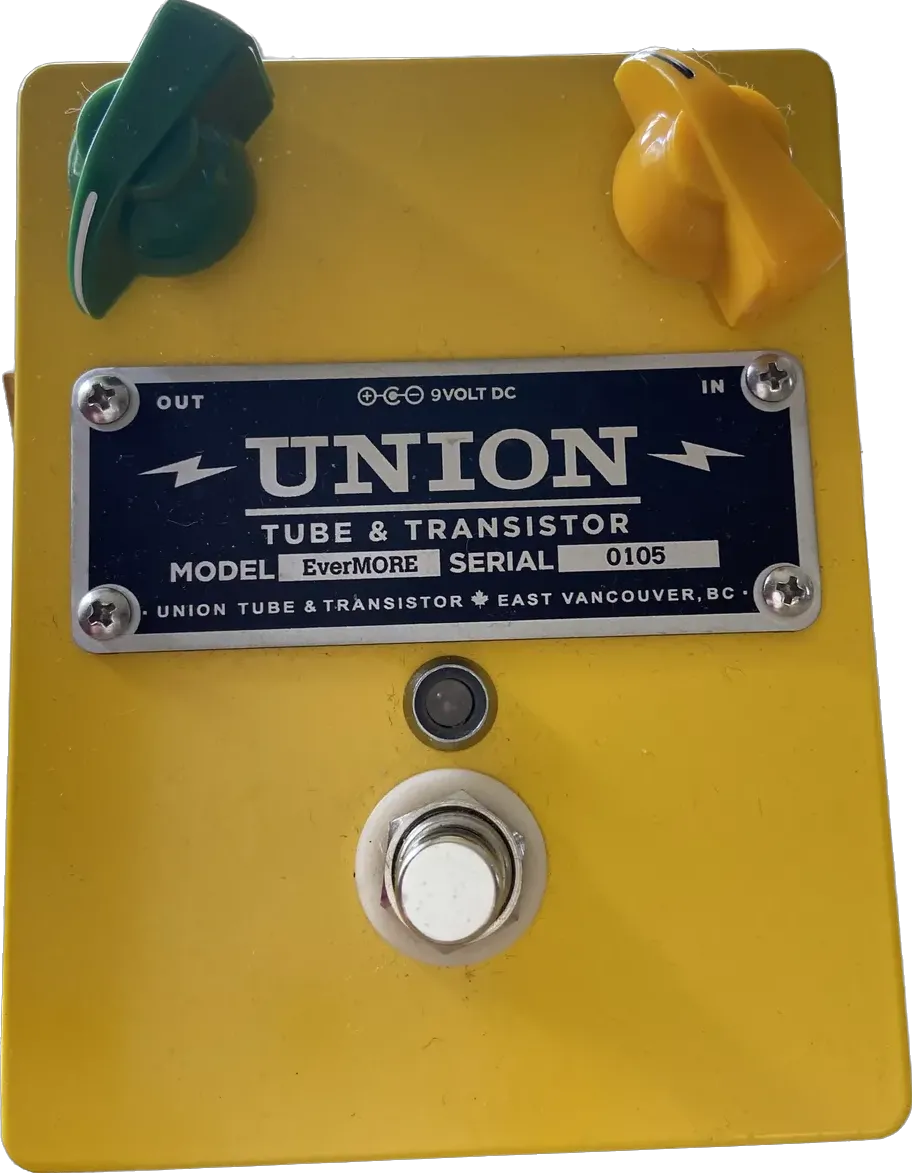 OUT 9VOLT DC IN
UNION
TUBE & TRANSISTOR
MODEL EverMORE SERIAL 0105
· UNION TUBE & TRANSISTOR EAST VANCOUVER, BC ·